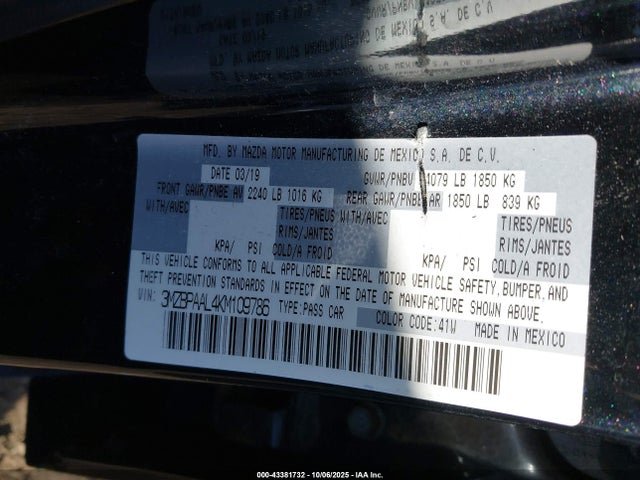 MFD. BY MAZDA MOTOR MANUFACTURING DE MEXICO S.A. DE C.V.
DATE 03/19 GVWR/PNBV 4079 LB 1850 KG
FRONT GAWR/PNBE AV 2240 LB 1016 KG REAR GAWR/PNBE AR 1850 LB 839 KG
WITH/AVEC TIRES/PNEUS WITH/AVEC TIRES/PNEUS
RIMS/JANTES RIMS/JANTES
KPA/ PSI COLD/A FROID KPA/ PSI COLD/A FROID
THIS VEHICLE CONFORMS TO ALL APPLICABLE FEDERAL MOTOR VEHICLE SAFETY, BUMPER, AND
THEFT PREVENTION STANDARDS IN EFFECT ON THE DATE OF MANUFACTURE SHOWN ABOVE.
VIN: 3MZBPAAL4KM109786 TYPE:PASS CAR COLOR CODE:41W MADE IN MEXICO
000-43381732 - 10/06/2025 - IAA Inc.